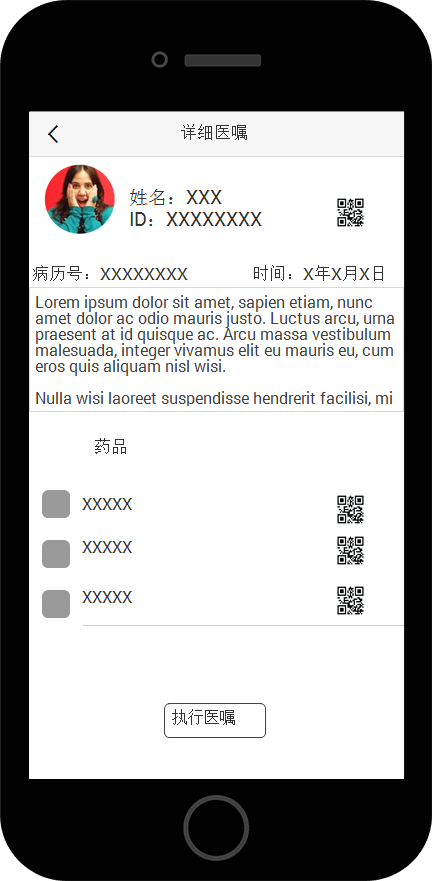 详细医嘱
姓名：XXX
ID：XXXXXXXX
病历号：XXXXXXXX 时间：X年X月X日
Lorem ipsum dolor sit amet, sapien etiam, nunc
amet dolor ac odio mauris justo. Luctus arcu, urna
praesent at id quisque ac. Arcu massa vestibulum
malesuada, integer vivamus elit eu mauris eu, cum
eros quis aliquam nisl wisi.
Nulla wisi laoreet suspendisse hendrerit facilisi, mi
药品
XXXXX
XXXXX
XXXXX
执行医嘱